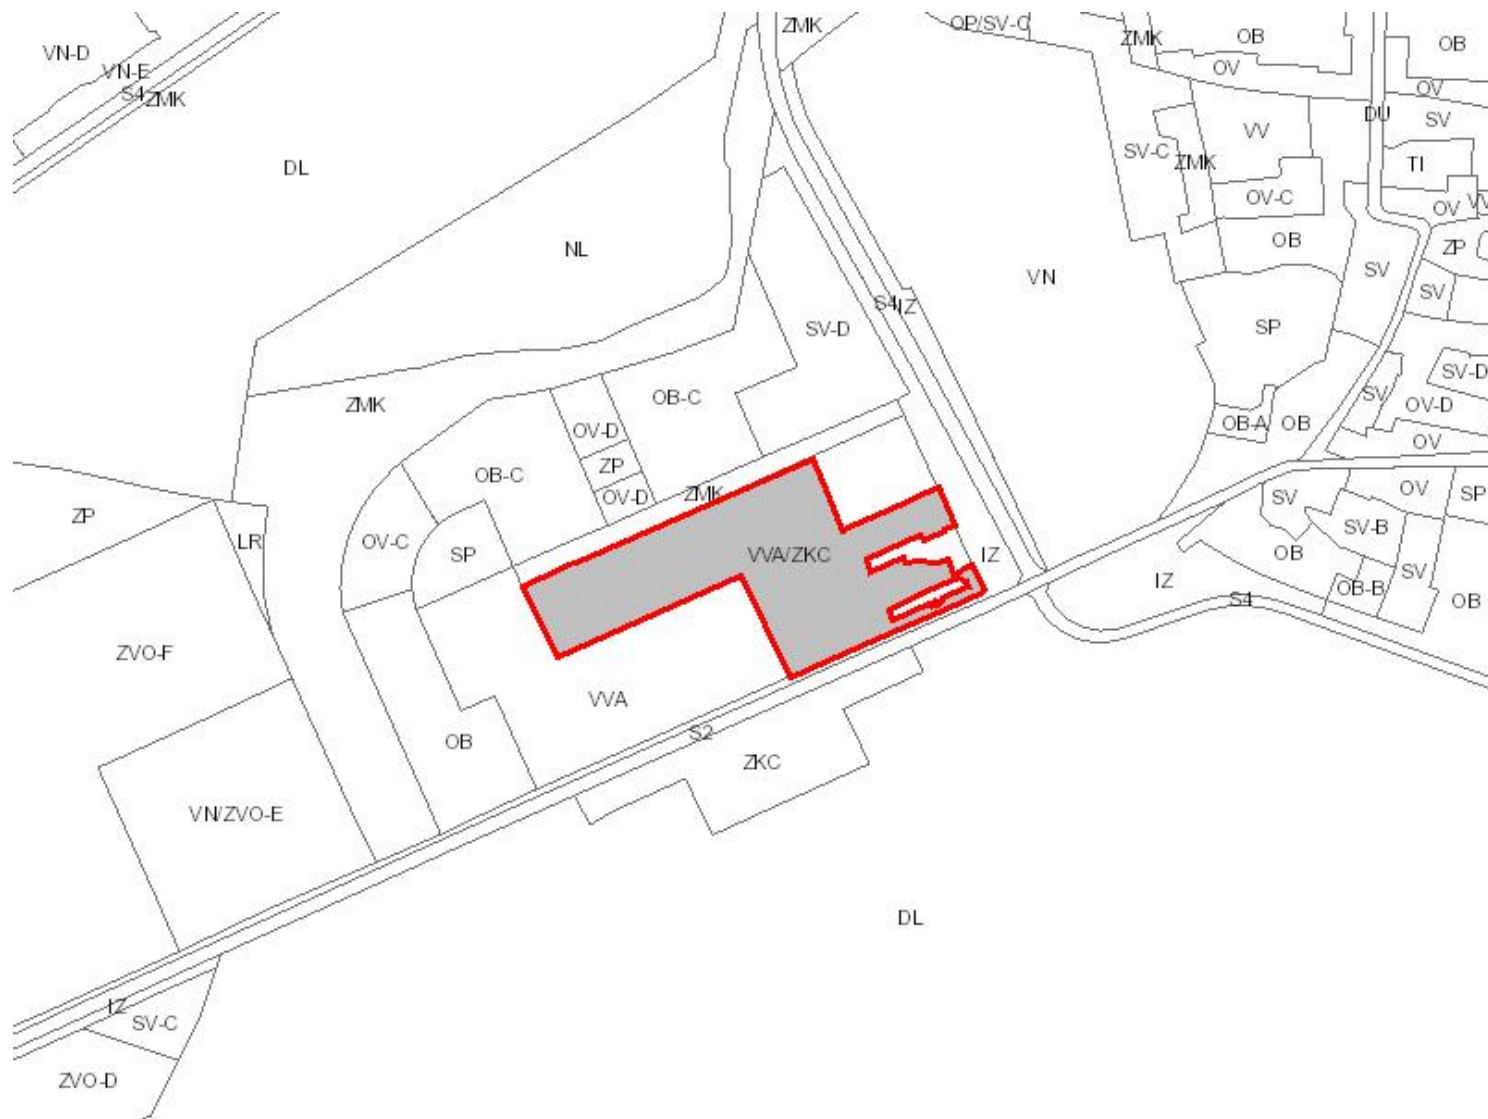 ZMK
OP/SV-C
ZMK
OB
OB
VN-D
VN-E
OV
S4
ZMK
OV
DU
SV
VV
DL
SV-C
ZMK
TI
OV-C
OV
VV
NL
OB
ZP
VN
SV
SV
S4
IZ
SV-D
SP
SV-D
OB-C
SV
ZMK
OV-D
OB-A
OB
OV-D
OV
ZP
OB-C
OV-D
ZMK
OV
SP
SV
ZP
SV-B
LR
OV-C
SP
VVA/ZKC
IZ
OB
SV
IZ
OB-B
S4
OB
ZVO-F
VVA
S2
OB
ZKC
VN/ZVO-E
DL
IZ
SV-C
ZVO-D